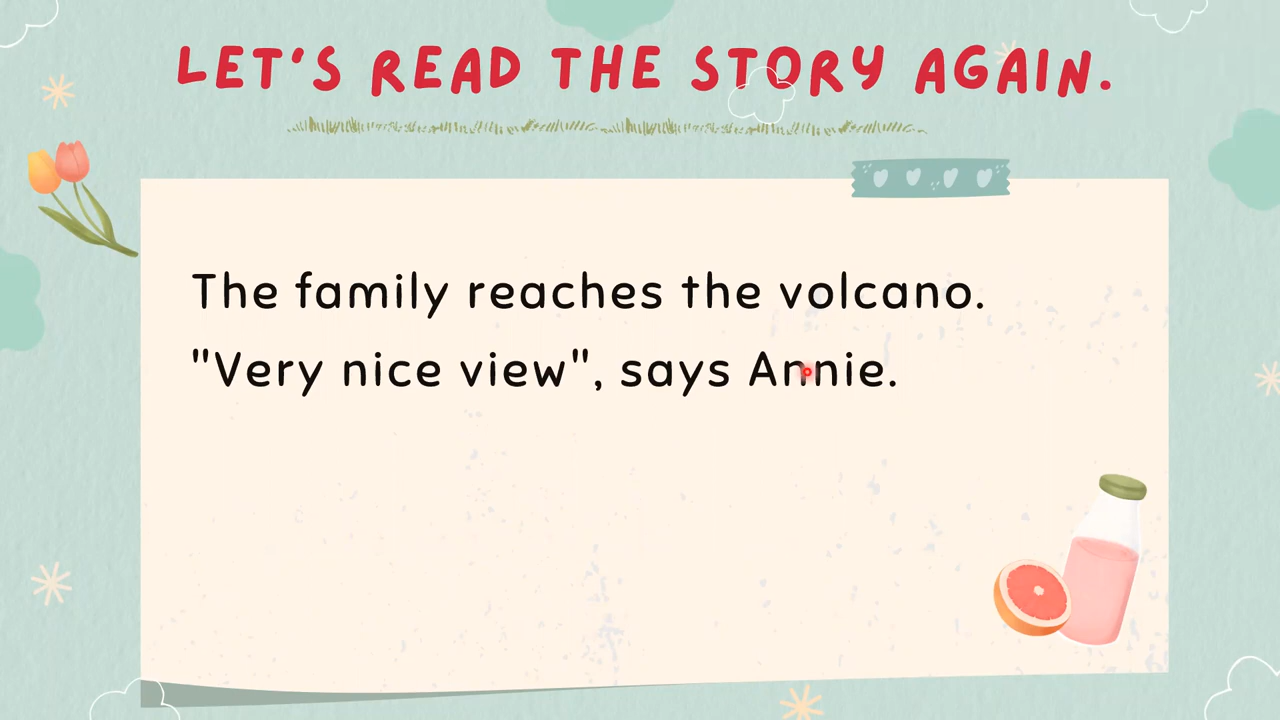 LET'S READ THE STORY AGAIN.
The family reaches the volcano.
"Very nice view", says Annie.